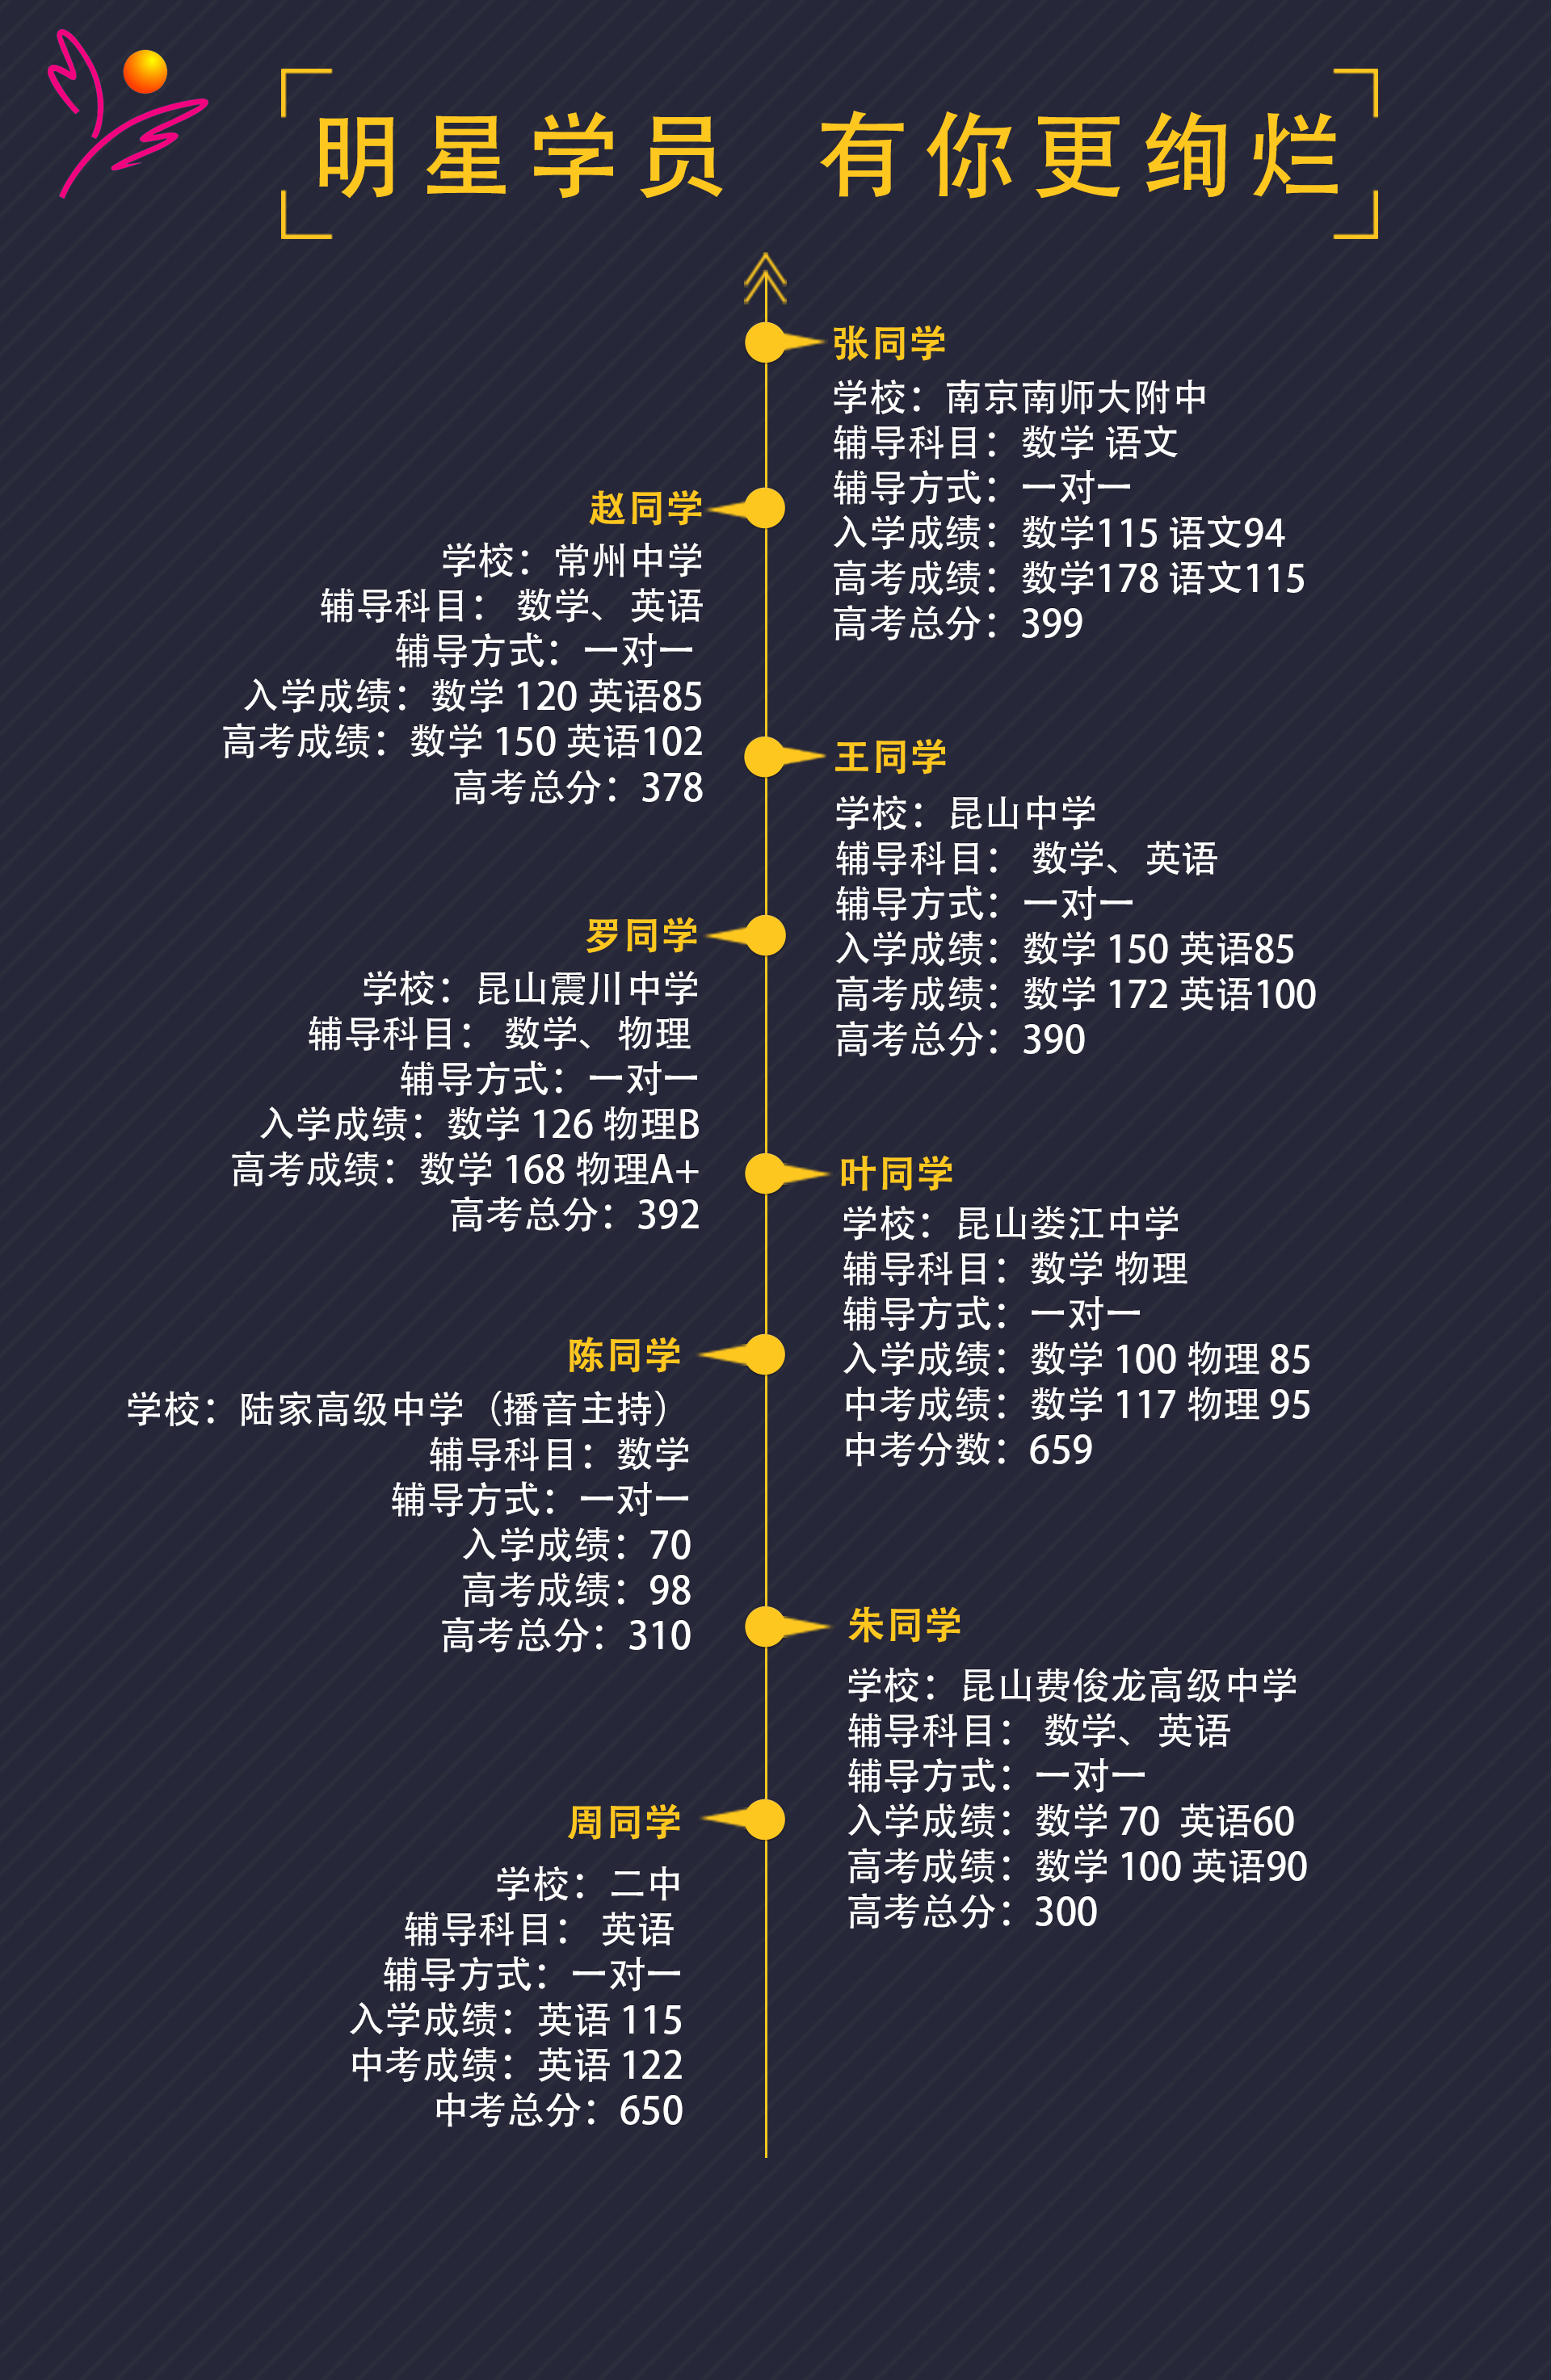 明星学员 有你更绚烂
张同学
学校：南京南师大附中
辅导科目：数学 语文
辅导方式：一对一
入学成绩：数学115 语文94
高考成绩：数学178 语文115
高考总分：399
赵同学
学校：常州中学
辅导科目： 数学、英语
辅导方式：一对一
入学成绩：数学 120 英语85
高考成绩：数学 150 英语102
高考总分：378
王同学
学校：昆山中学
辅导科目： 数学、英语
辅导方式：一对一
入学成绩：数学 150 英语85
高考成绩：数学 172 英语100
高考总分：390
罗同学
学校：昆山震川中学
辅导科目： 数学、物理
辅导方式：一对一
入学成绩：数学 126 物理B
高考成绩：数学 168 物理A+
高考总分：392
叶同学
学校：昆山娄江中学
辅导科目：数学 物理
辅导方式：一对一
入学成绩：数学 100 物理 85
中考成绩：数学 117 物理 95
中考分数：659
陈同学
学校：陆家高级中学（播音主持）
辅导科目：数学
辅导方式：一对一
入学成绩：70
高考成绩：98
高考总分：310
朱同学
学校：昆山费俊龙高级中学
辅导科目： 数学、英语
辅导方式：一对一
入学成绩：数学 70 英语60
高考成绩：数学 100 英语90
高考总分：300
周同学
学校：二中
辅导科目： 英语
辅导方式：一对一
入学成绩：英语 115
中考成绩：英语 122
中考总分：650